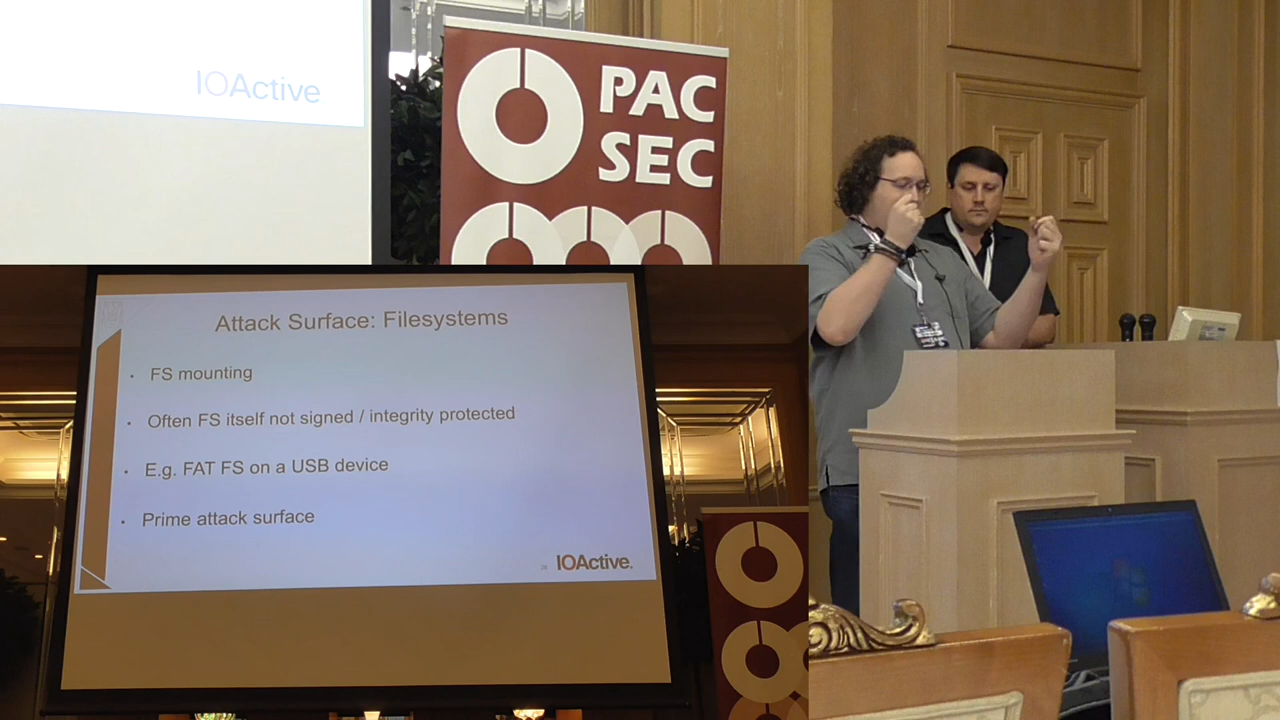 IOActive
PAC
SEC
Attack Surface: Filesystems
FS mounting
Often FS itself not signed / integrity protected
E.g. FAT FS on a USB device
Prime attack surface
28
IOActive.